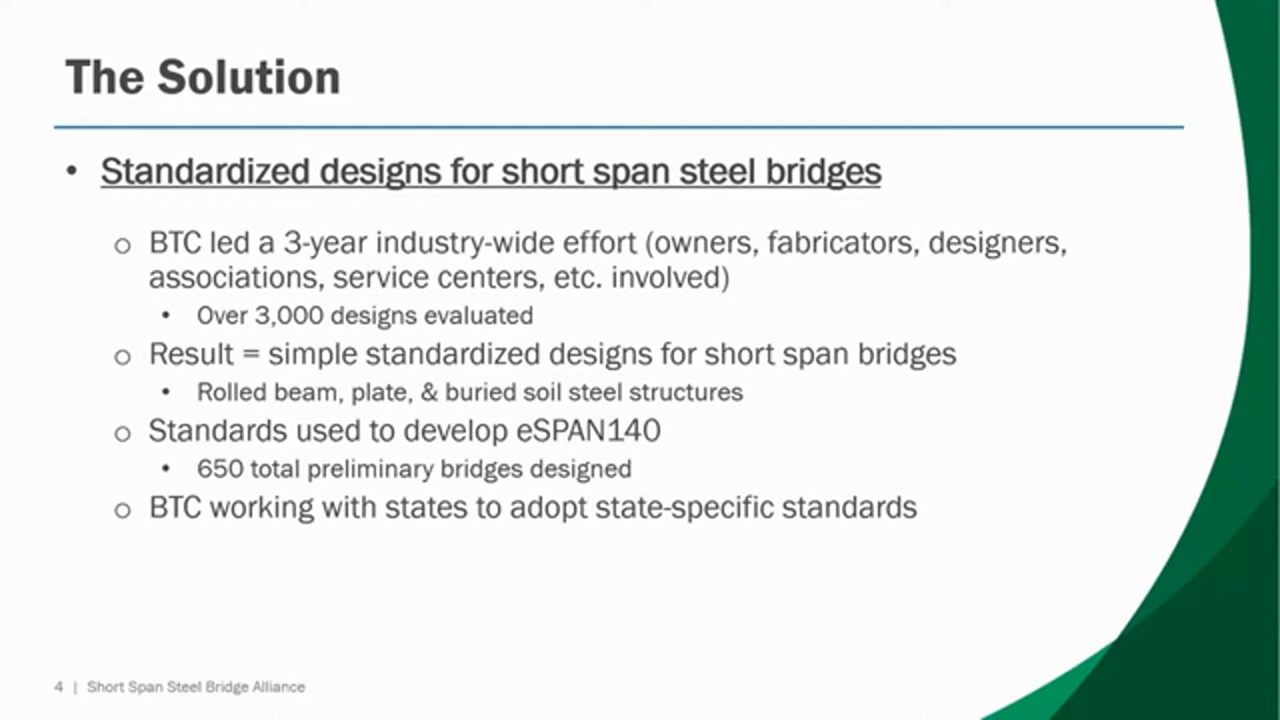 The Solution
• Standardized designs for short span steel bridges
o BTC led a 3-year industry-wide effort (owners, fabricators, designers,
associations, service centers, etc. involved)
• Over 3,000 designs evaluated
o Result = simple standardized designs for short span bridges
• Rolled beam, plate, & buried soil steel structures
o Standards used to develop eSPAN140
• 650 total preliminary bridges designed
o BTC working with states to adopt state-specific standards
4 | Short Span Steel Bridge Alliance